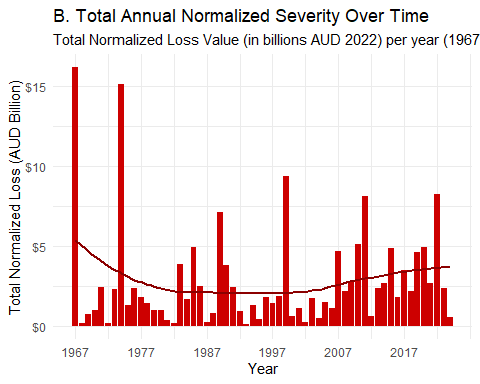 B. Total Annual Normalized Severity Over Time
Total Normalized Loss Value (in billions AUD 2022) per year (1967
Total Normalized Loss (AUD Billion)
$15
$10
$5
$0
1967 1977 1987 1997 2007 2017
Year